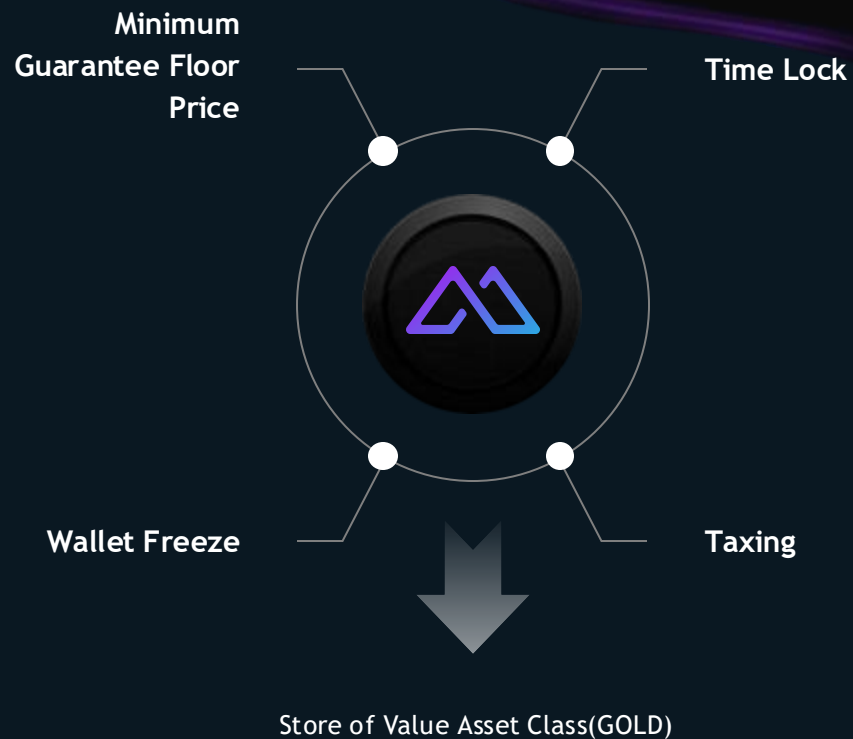 Minimum
Guarantee Floor
Price
Time Lock
Wallet Freeze
Taxing
Store of Value Asset Class(GOLD)